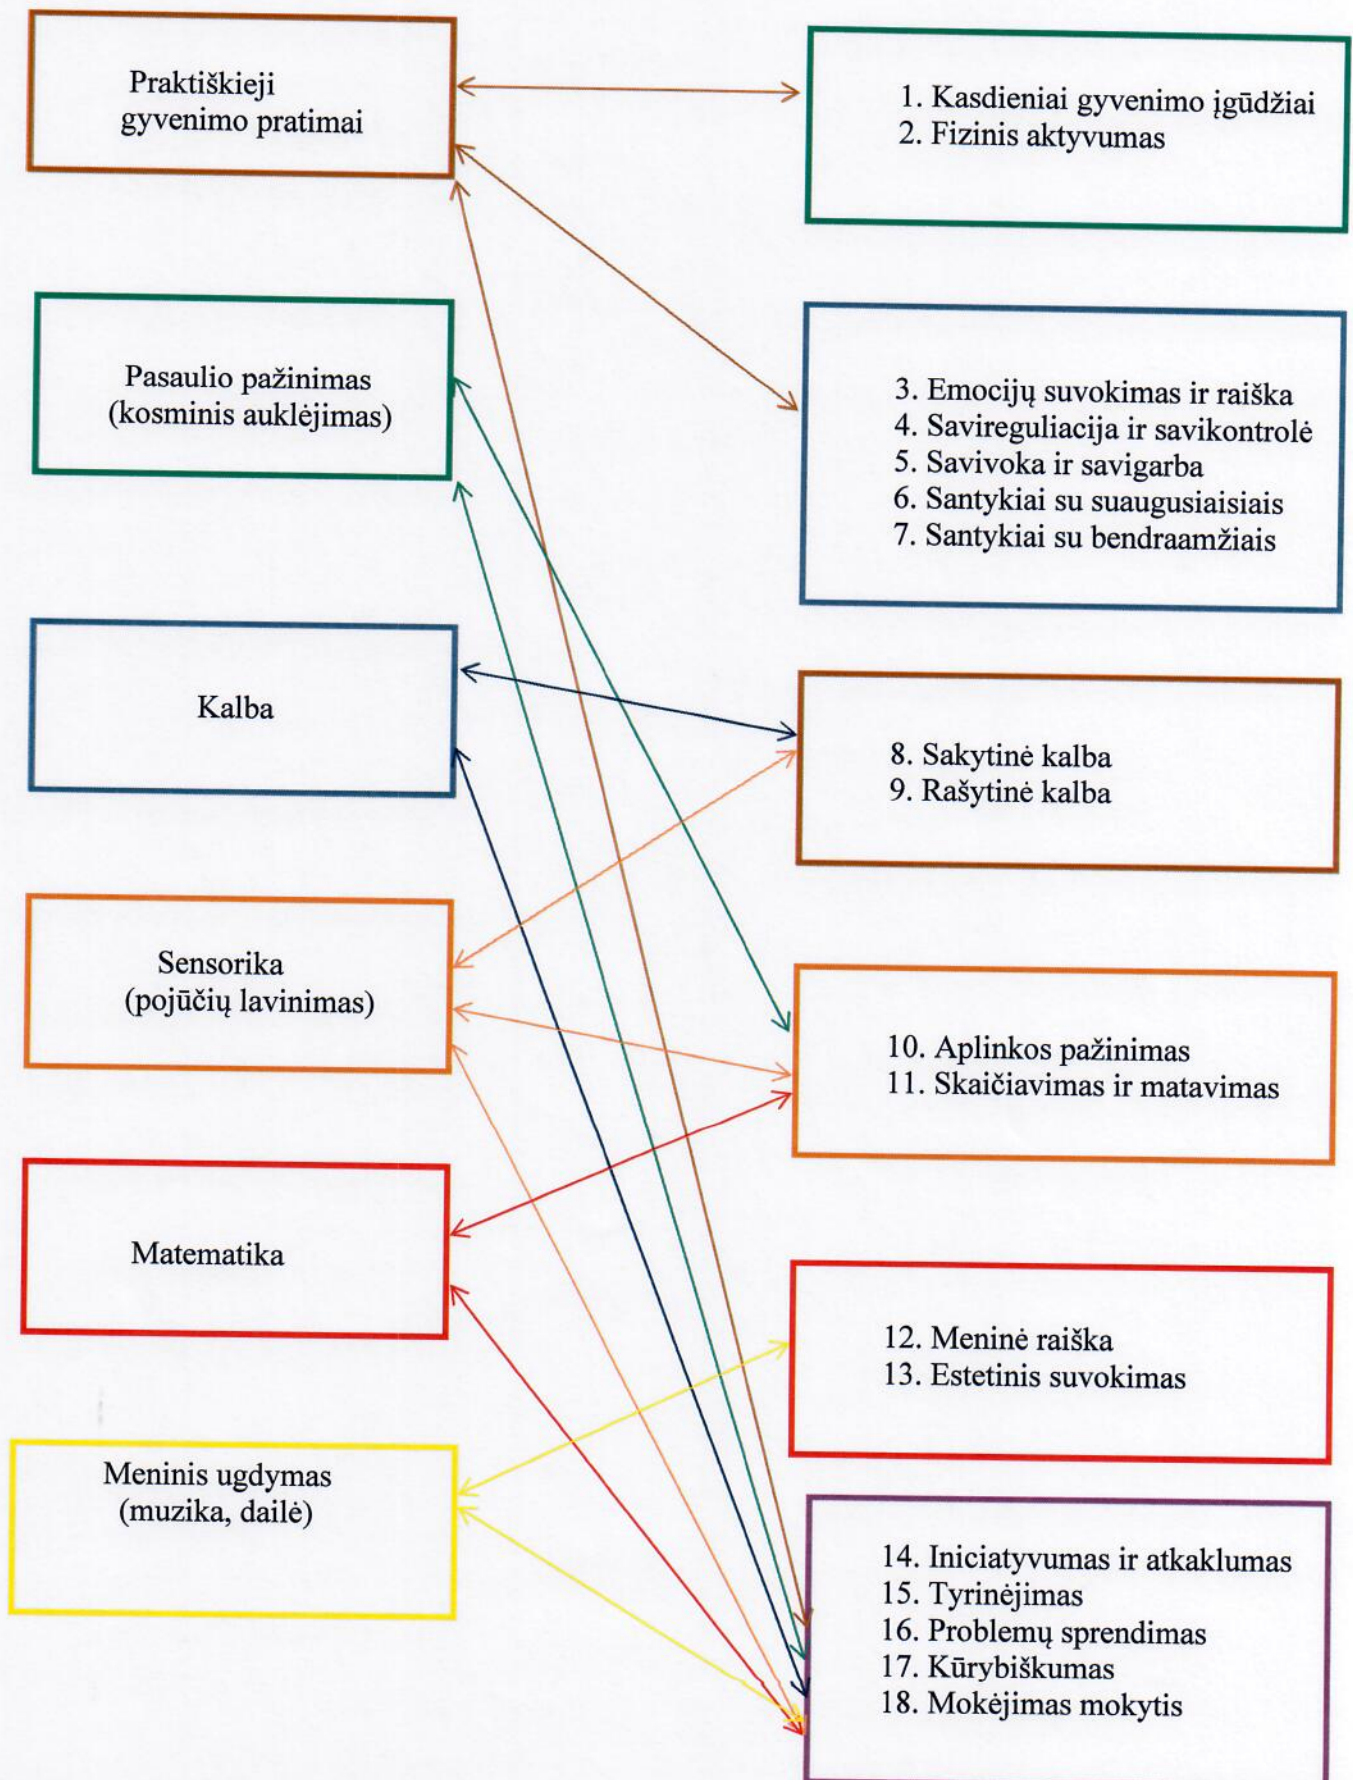 Praktiškieji
gyvenimo pratimai
1. Kasdieniai gyvenimo įgūdžiai
2. Fizinis aktyvumas
Pasaulio pažinimas
(kosminis auklėjimas)
3. Emocijų suvokimas ir raiška
4. Savireguliacija ir savikontrolė
5. Savivoka ir savigarba
6. Santykiai su suaugusiaisiais
7. Santykiai su bendraamžiais
Kalba
8. Sakytinė kalba
9. Rašytinė kalba
Sensorika
(pojūčių lavinimas)
10. Aplinkos pažinimas
11. Skaičiavimas ir matavimas
Matematika
12. Meninė raiška
13. Estetinis suvokimas
Meninis ugdymas
(muzika, dailė)
14. Iniciatyvumas ir atkaklumas
15. Tyrinėjimas
16. Problemų sprendimas
17. Kūrybiškumas
18. Mokėjimas mokytis